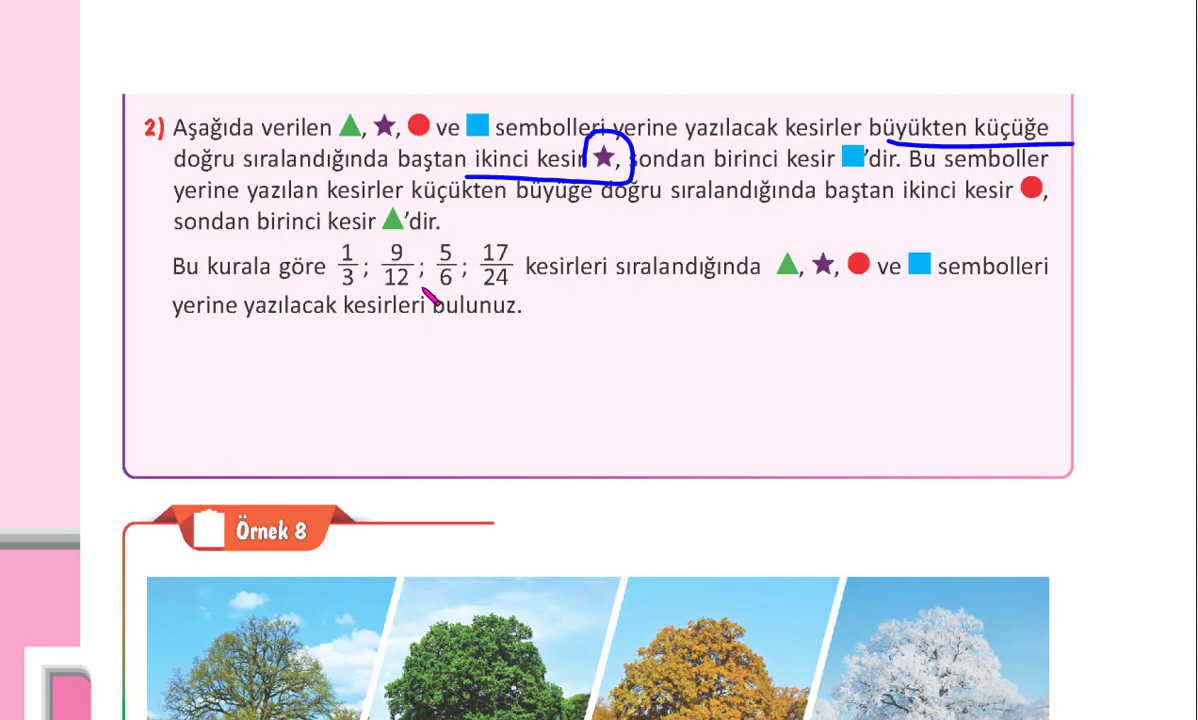 2) Aşağıda verilen ▲, ★, ● ve ■ sembolleri yerine yazılacak kesirler büyükten küçüğe
doğru sıralandığında baştan ikinci kesir ★, sondan birinci kesir ■'dir. Bu semboller
yerine yazılan kesirler küçükten büyüğe doğru sıralandığında baştan ikinci kesir ●,
sondan birinci kesir ▲'dir.
Bu kurala göre 1/3; 9/12; 5/6; 17/24 kesirleri sıralandığında ▲, ★, ● ve ■ sembolleri
yerine yazılacak kesirleri bulunuz.
Örnek 8